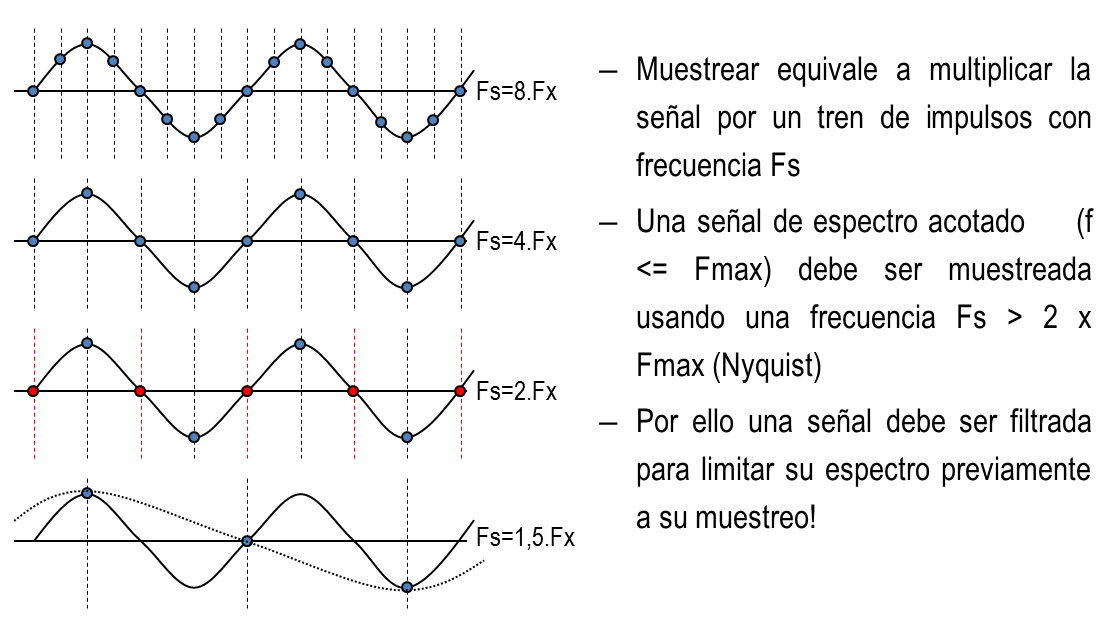 Fs=8.Fx
Fs=4.Fx
Fs=2.Fx
Fs=1,5.Fx
– Muestrear equivale a multiplicar la
señal por un tren de impulsos con
frecuencia Fs
– Una señal de espectro acotado (f
<= Fmax) debe ser muestreada
usando una frecuencia Fs > 2 x
Fmax (Nyquist)
– Por ello una señal debe ser filtrada
para limitar su espectro previamente
a su muestreo!